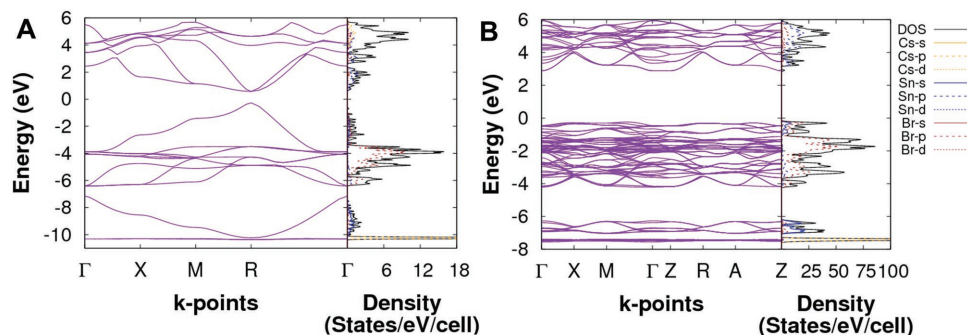 A
6
4
2
0
-2
-4
-6
-8
-10
Energy (eV)
Γ X M R Γ 6 12 18
k-points
Density
(States/eV/cell)
B
6
4
2
0
-2
-4
-6
-8
Energy (eV)
Γ X M Γ Z R A Z 25 50 75 100
k-points
Density
(States/eV/cell)
DOS
Cs-s
Cs-p
Cs-d
Sn-s
Sn-p
Sn-d
Br-s
Br-p
Br-d